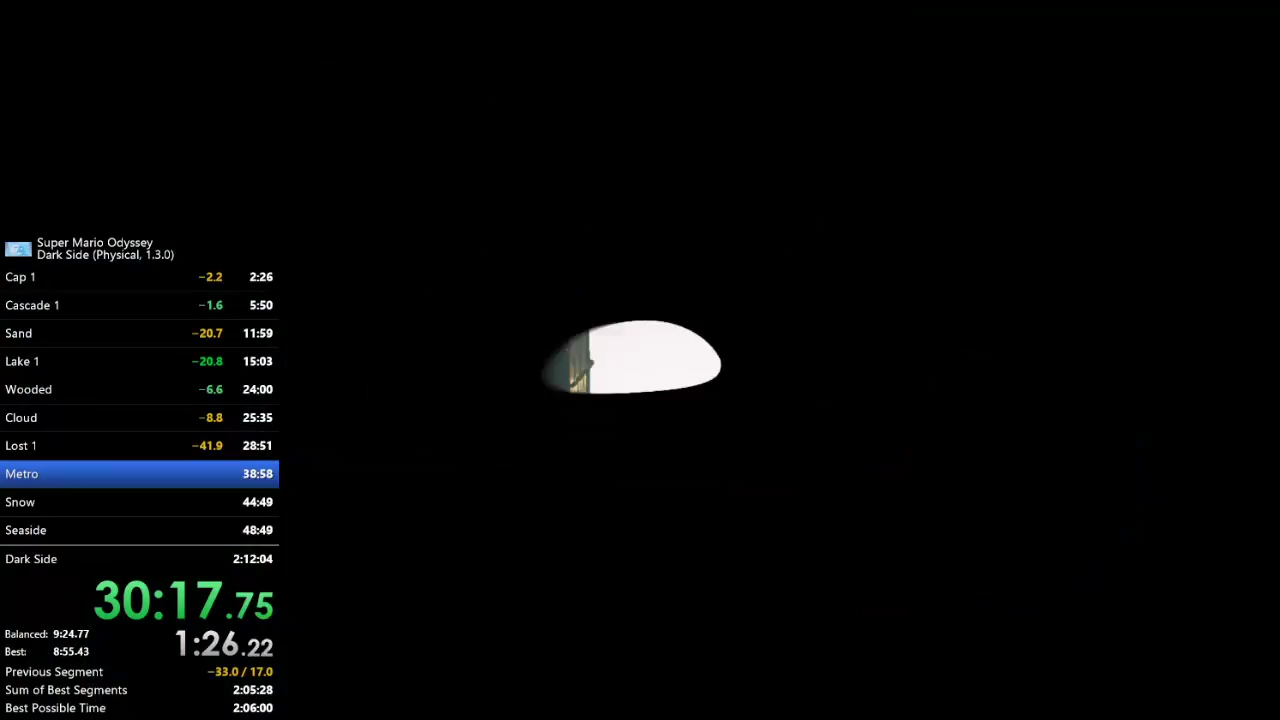 Super Mario Odyssey
Dark Side (Physical, 1.3.0)
Cap 1 −2.2 2:26
Cascade 1 −1.6 5:50
Sand −20.7 11:59
Lake 1 −20.8 15:03
Wooded −6.6 24:00
Cloud −8.8 25:35
Lost 1 −41.9 28:51
Metro 38:58
Snow 44:49
Seaside 48:49
Dark Side 2:12:04
30:17.75
Balanced: 9:24.77
1:26.22
Best: 8:55.43
Previous Segment −33.0 / 17.0
Sum of Best Segments 2:05:28
Best Possible Time 2:06:00